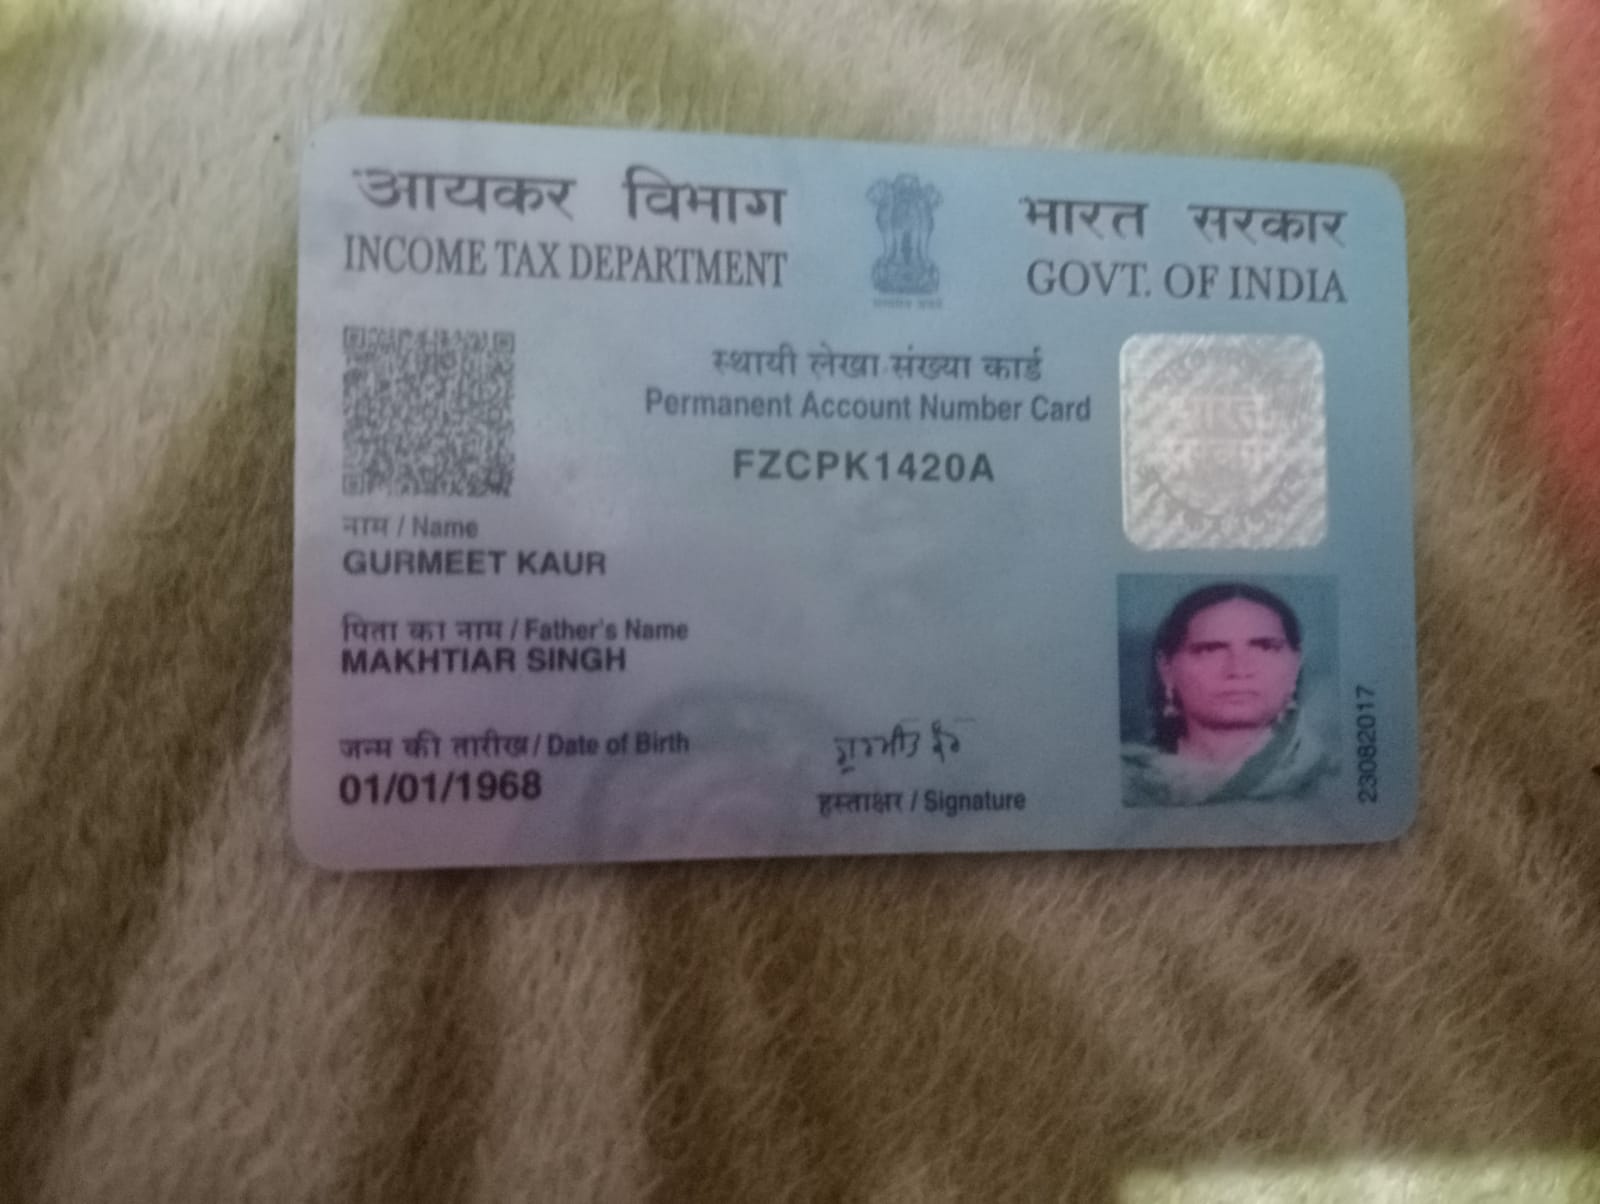 आयकर विभाग
INCOME TAX DEPARTMENT
भारत सरकार
GOVT. OF INDIA
स्थायी लेखा संख्या कार्ड
Permanent Account Number Card
FZCPK1420A
नाम / Name
GURMEET KAUR
पिता का नाम / Father's Name
MAKHTIAR SINGH
जन्म की तारीख / Date of Birth
01/01/1968
हस्ताक्षर / Signature
23082017